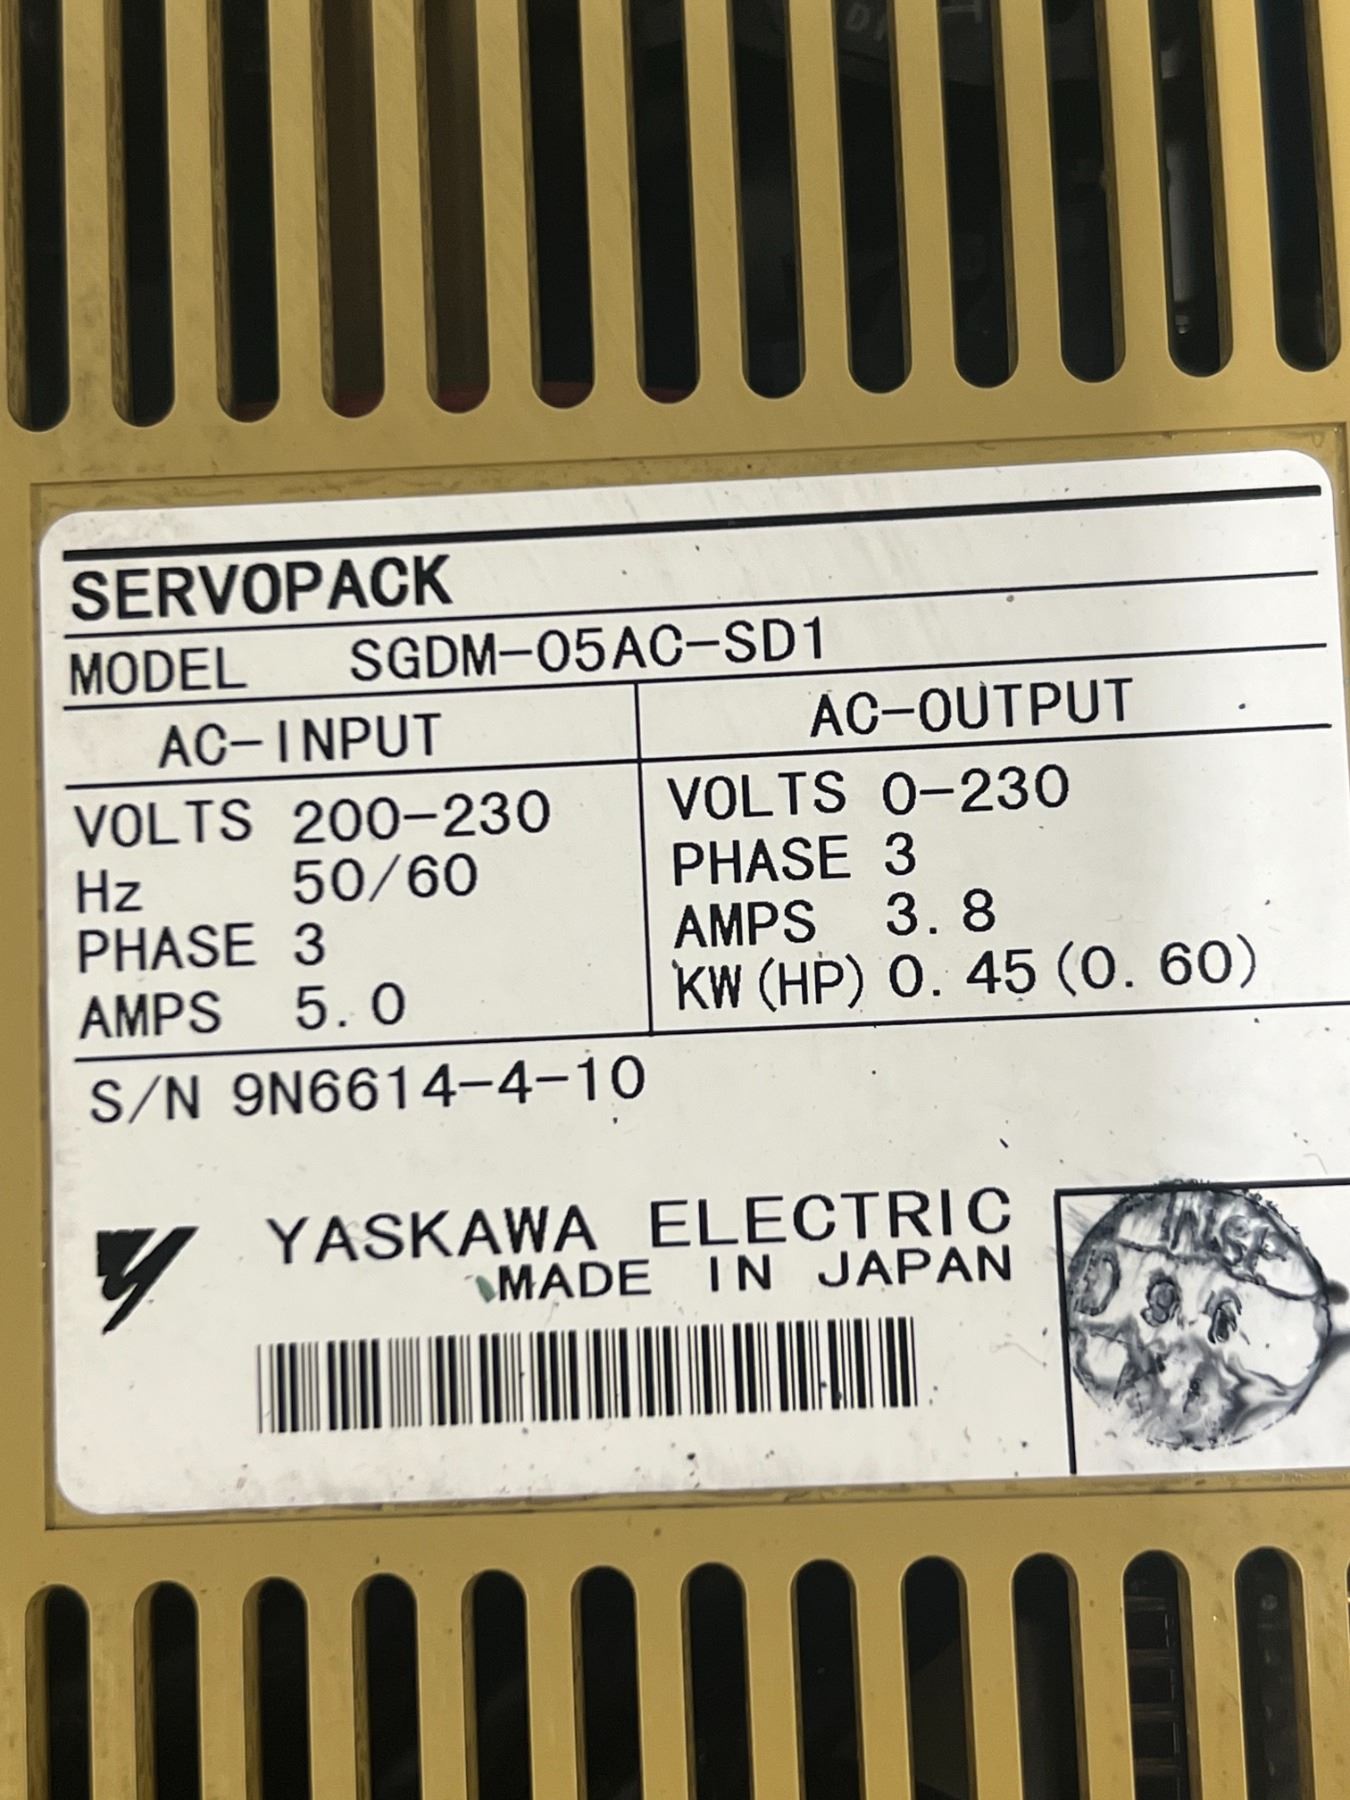 SERVOPACK
MODEL SGDM-05AC-SD1
AC-INPUT AC-OUTPUT
VOLTS 200-230 VOLTS 0-230
Hz 50/60 PHASE 3
PHASE 3 AMPS 3.8
AMPS 5.0 KW(HP) 0.45(0.60)
S/N 9N6614-4-10
YASKAWA ELECTRIC
MADE IN JAPAN